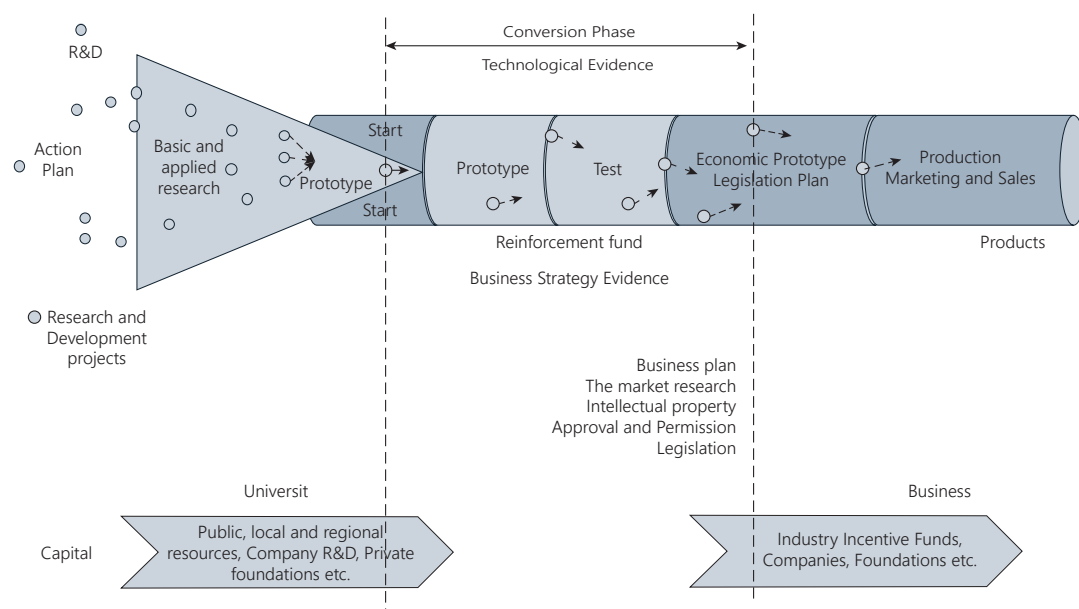 R&D
Conversion Phase
Technological Evidence
Action
Plan
Basic and
applied
research
Prototype
Start
Start
Prototype
Test
Economic Prototype
Legislation Plan
Production
Marketing and Sales
Reinforcement fund
Products
Business Strategy Evidence
Research and
Development
projects
Business plan
The market research
Intellectual property
Approval and Permission
Legislation
Universit
Business
Capital
Public, local and regional
resources, Company R&D, Private
foundations etc.
Industry Incentive Funds,
Companies, Foundations etc.